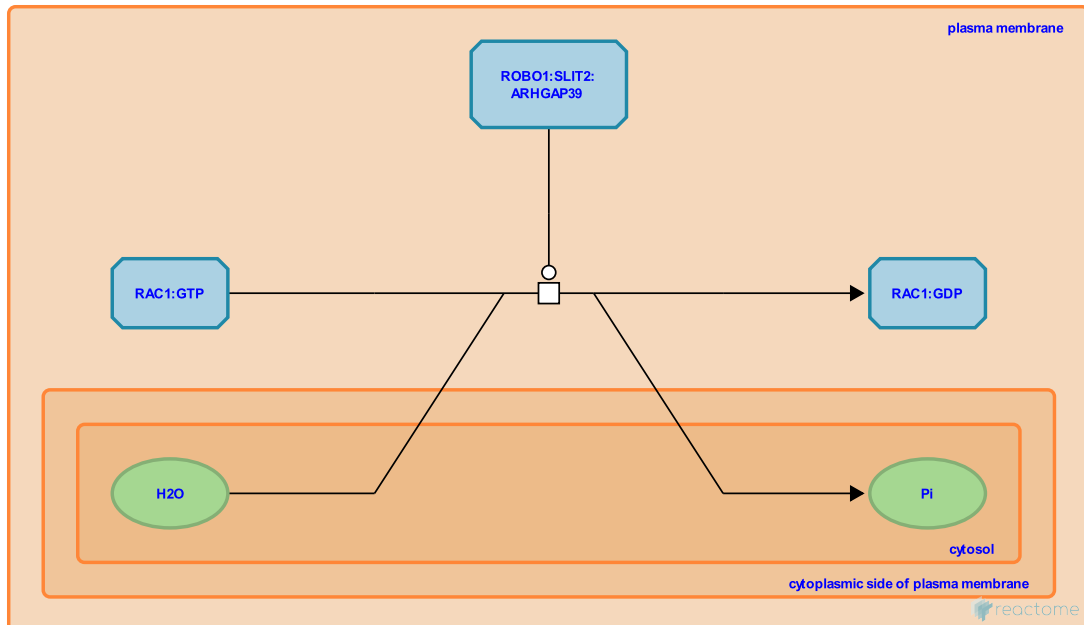 plasma membrane
ROBO1:SLIT2:
ARHGAP39
RAC1:GTP
RAC1:GDP
H2O
Pi
cytosol
cytoplasmic side of plasma membrane
reactome